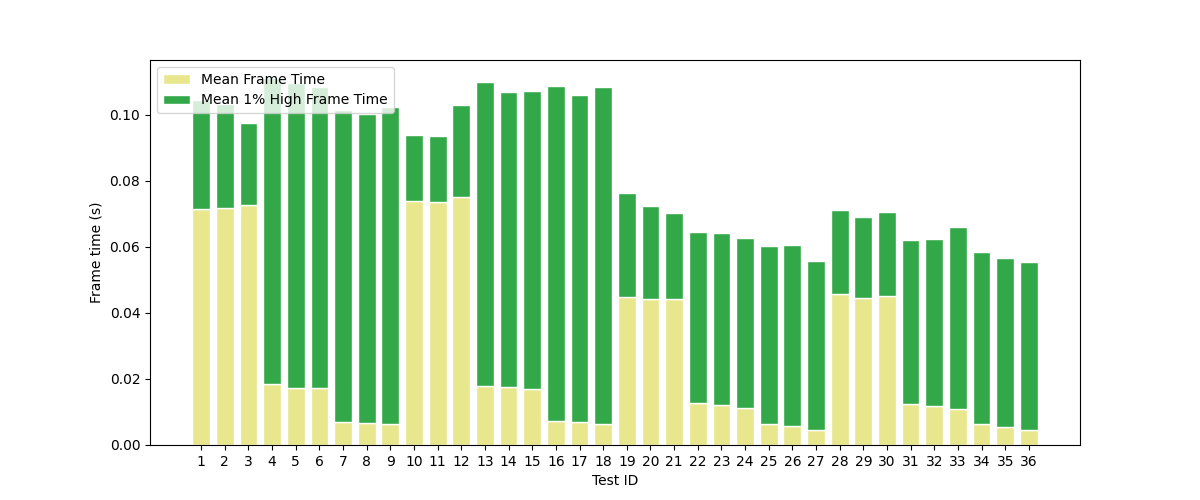 Mean Frame Time
Mean 1% High Frame Time
0.10
0.08
0.06
0.04
0.02
0.00
Frame time (s)
1 2 3 4 5 6 7 8 9 10 11 12 13 14 15 16 17 18 19 20 21 22 23 24 25 26 27 28 29 30 31 32 33 34 35 36
Test ID